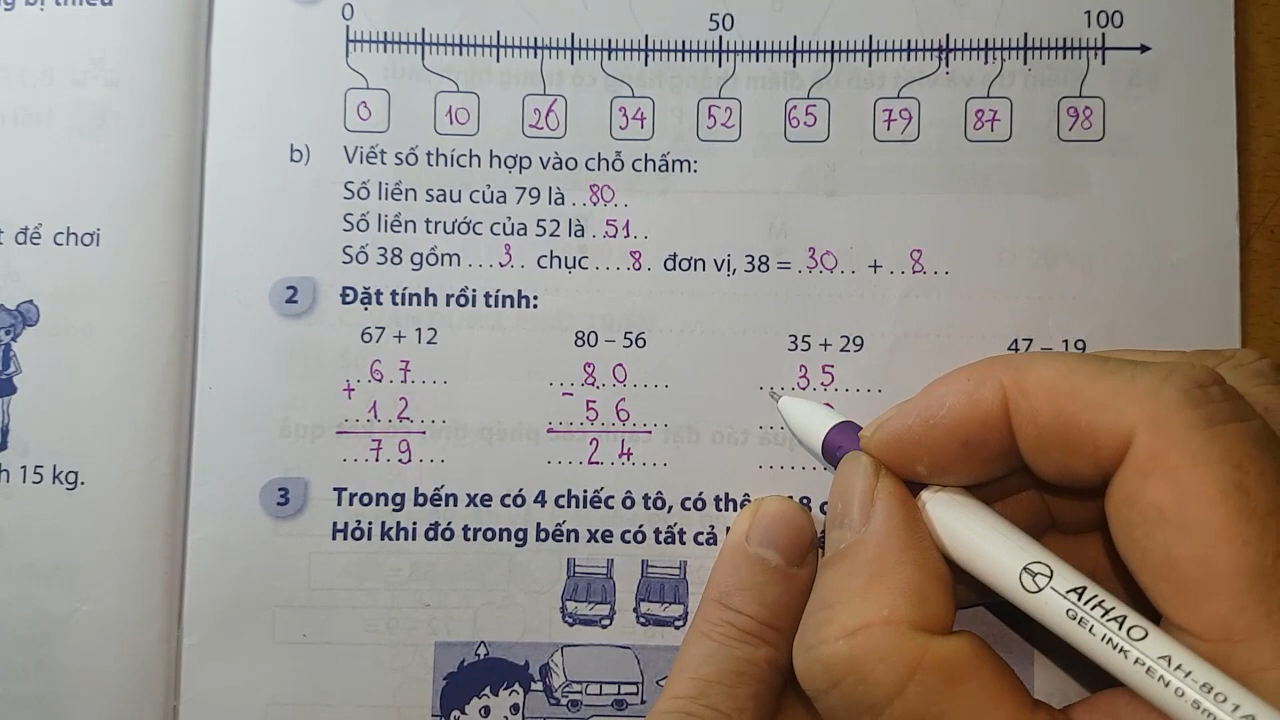 0 50 100
0 10 26 34 52 65 79 87 98
b) Viết số thích hợp vào chỗ chấm:
Số liền sau của 79 là ..80..
Số liền trước của 52 là ..51..
Số 38 gồm ...3.. chục ....8. đơn vị, 38 = .30.. + ..8...
t để chơi
2 Đặt tính rồi tính:
67 + 12 80 – 56 35 + 29 47 – 19
+ 67 - 80 35
12 56
79 24
h 15 kg.
3 Trong bến xe có 4 chiếc ô tô, có
Hỏi khi đó trong bến xe có tất cả
AIHAO AH-801A
GEL INK PEN 0.5m